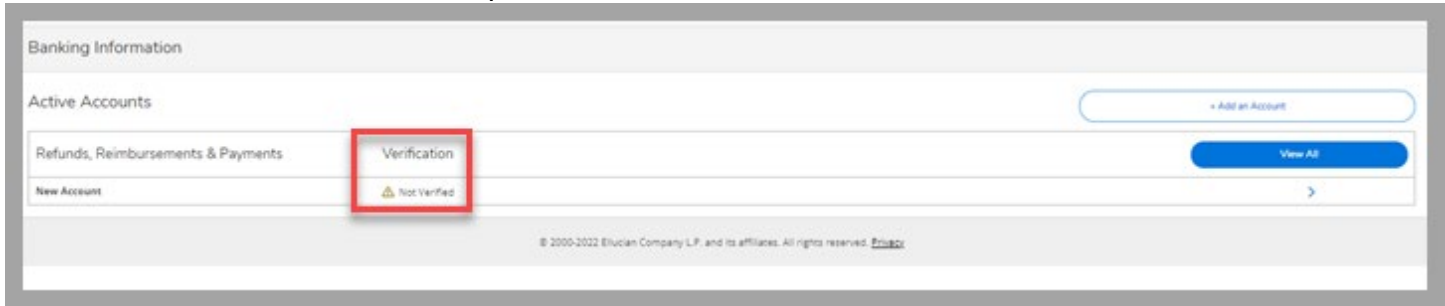 Banking Information
Active Accounts
+ Add an Account
Refunds, Reimbursements & Payments Verification View All
New Account Not Verified
© 2000-2022 Ellucian Company L.P. and its affiliates. All rights reserved. Privacy